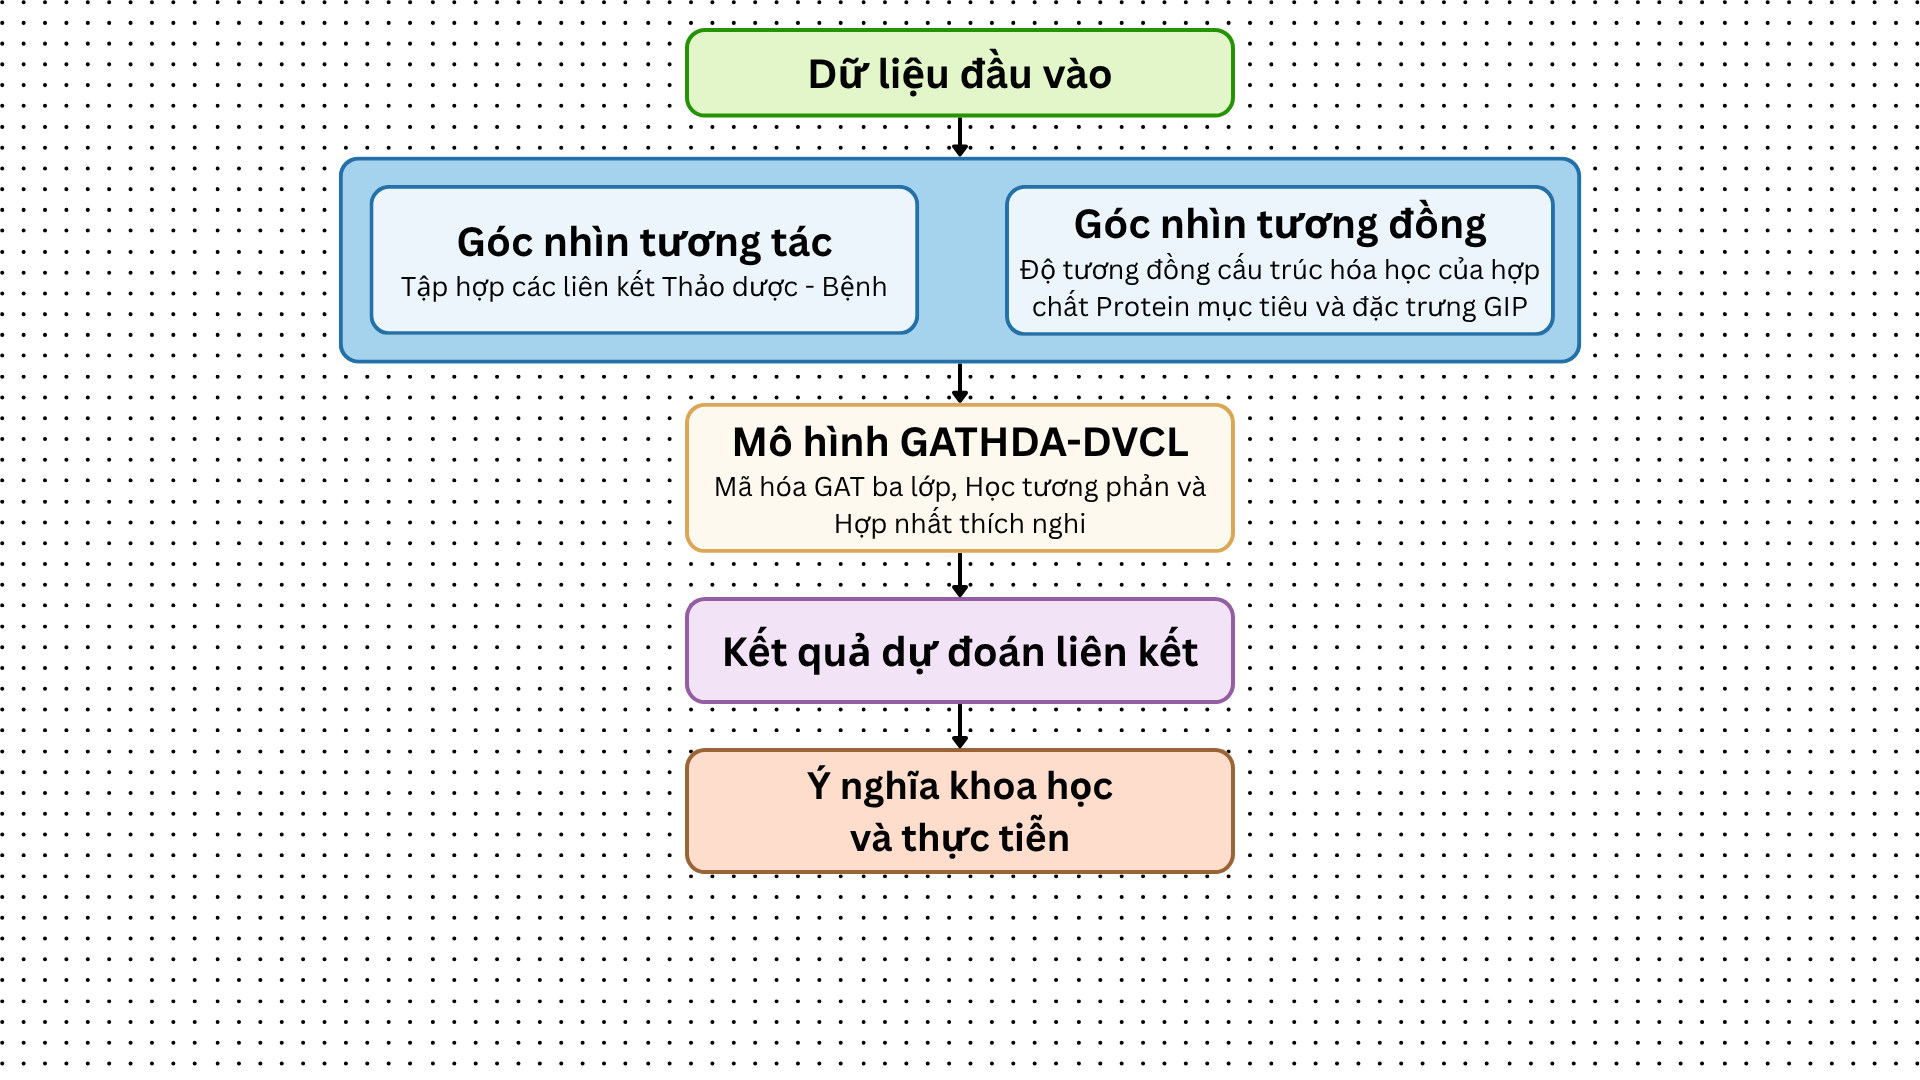 Dữ liệu đầu vào
Góc nhìn tương tác
Tập hợp các liên kết Thảo dược - Bệnh
Góc nhìn tương đồng
Độ tương đồng cấu trúc hóa học của hợp
chất Protein mục tiêu và đặc trưng GIP
Mô hình GATHDA-DVCL
Mã hóa GAT ba lớp, Học tương phản và
Hợp nhất thích nghi
Kết quả dự đoán liên kết
Ý nghĩa khoa học
và thực tiễn